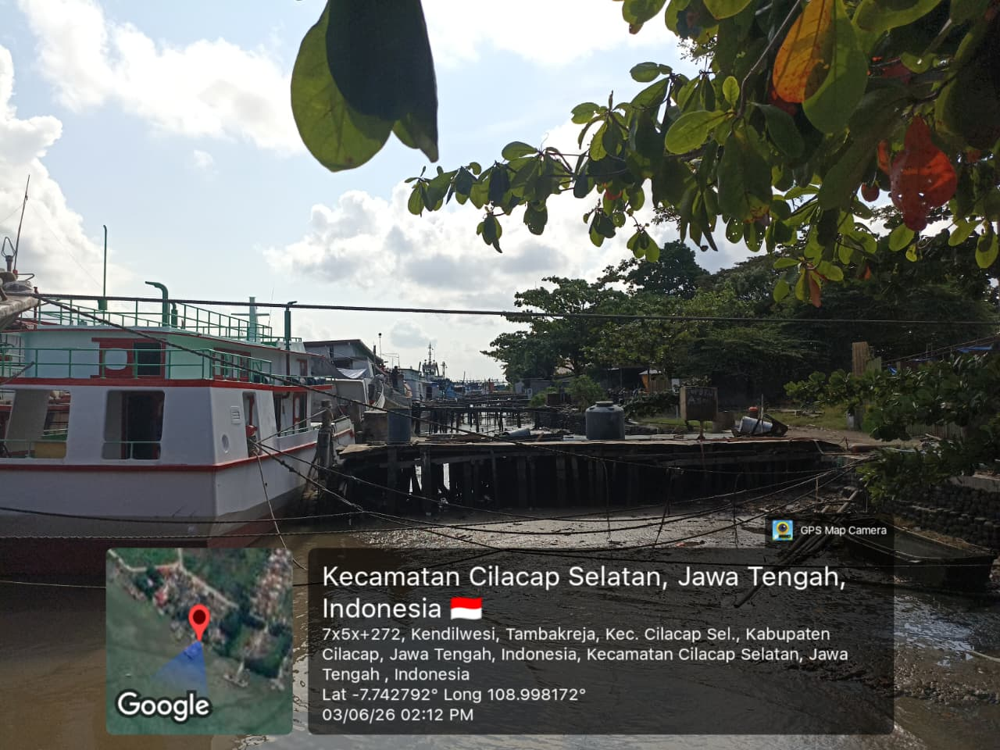 GPS Map Camera
Kecamatan Cilacap Selatan, Jawa Tengah,
Indonesia 🇮🇩
7x5x+272, Kendilwesi, Tambakreja, Kec. Cilacap Sel., Kabupaten
Cilacap, Jawa Tengah, Indonesia, Kecamatan Cilacap Selatan, Jawa
Tengah , Indonesia
Lat -7.742792° Long 108.998172°
03/06/26 02:12 PM
Google